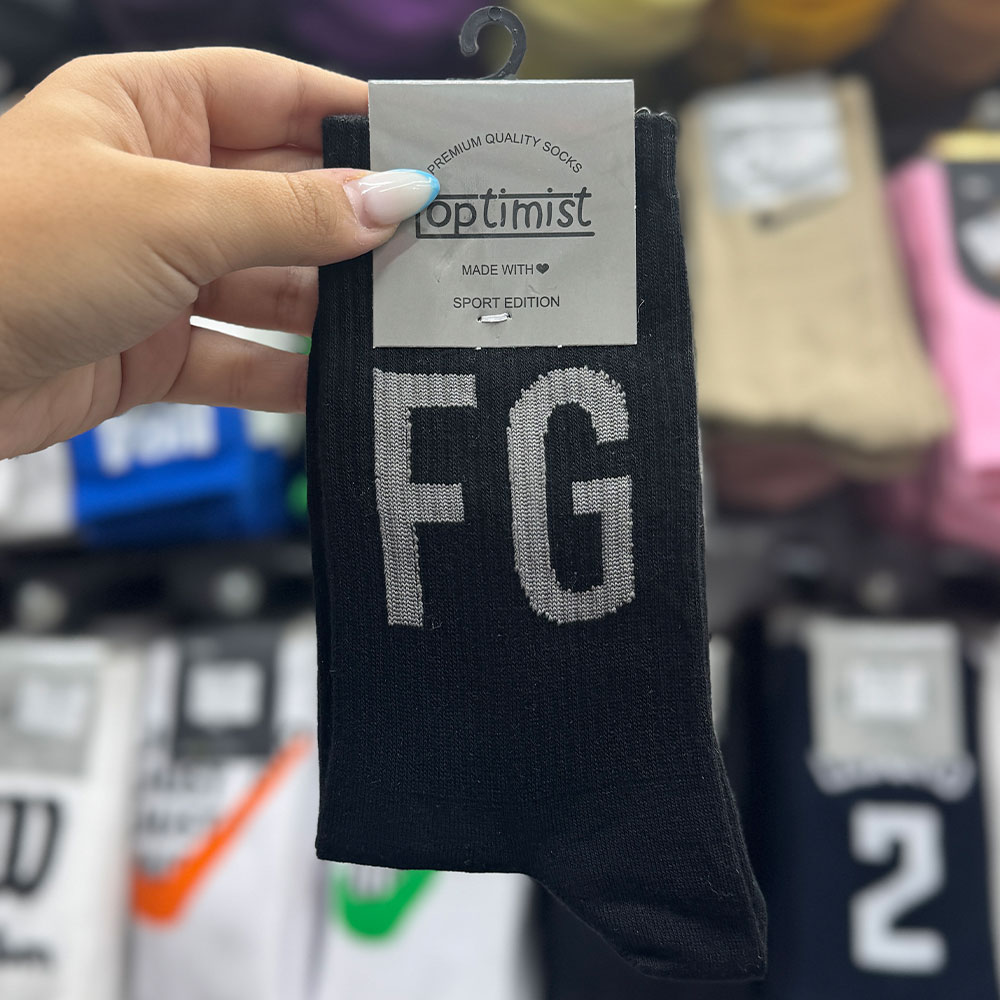 PREMIUM QUALITY SOCKS
optimist
MADE WITH
SPORT EDITION
FG
2